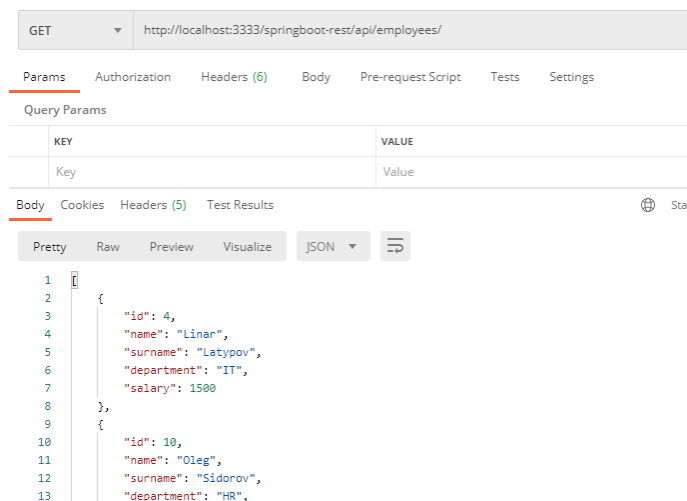 GET http://localhost:3333/springboot-rest/api/employees/
Params Authorization Headers (6) Body Pre-request Script Tests Settings
Query Params
KEY VALUE
Key Value
Body Cookies Headers (5) Test Results Sta
Pretty Raw Preview Visualize JSON
1 [
2 {
3 "id": 4,
4 "name": "Linar",
5 "surname": "Latypov",
6 "department": "IT",
7 "salary": 1500
8 },
9 {
10 "id": 10,
11 "name": "Oleg",
12 "surname": "Sidorov",
13 "department": "HR",